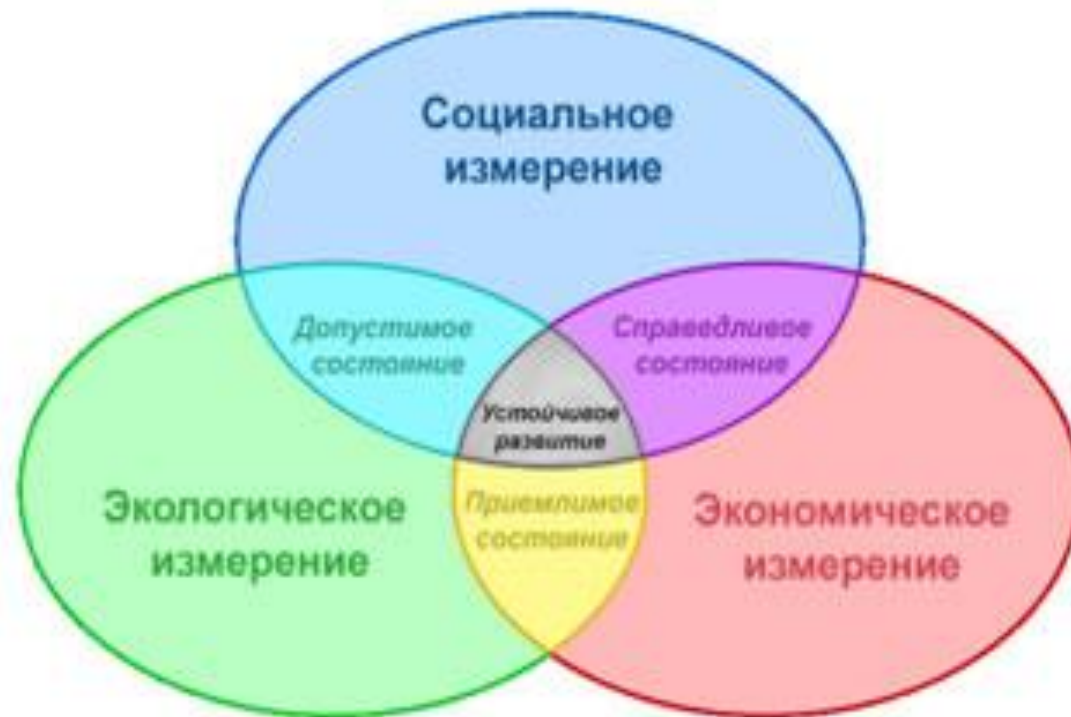 Социальное
измерение
Допустимое
состояние
Справедливое
состояние
Устойчивое
развитие
Экологическое
измерение
Приемлимое
состояние
Экономическое
измерение